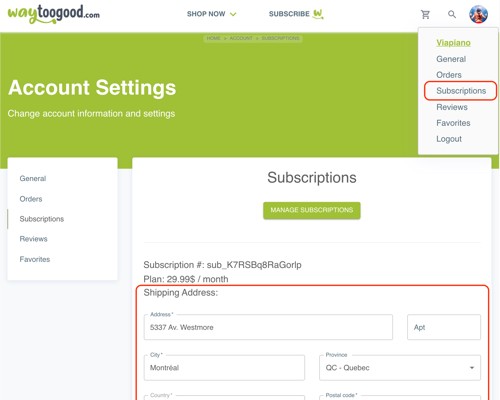 waytoogood.com
SHOP NOW
SUBSCRIBE
HOME > ACCOUNT > SUBSCRIPTIONS
Viapiano
General
Orders
Subscriptions
Reviews
Favorites
Logout
Account Settings
Change account information and settings
General
Orders
Subscriptions
Reviews
Favorites
Subscriptions
MANAGE SUBSCRIPTIONS
Subscription #: sub_K7RSBq8RaGorlp
Plan: 29.99$ / month
Shipping Address:
Address*
5337 Av. Westmore
Apt
City*
Montréal
Province
QC - Quebec
Country*
Postal code*